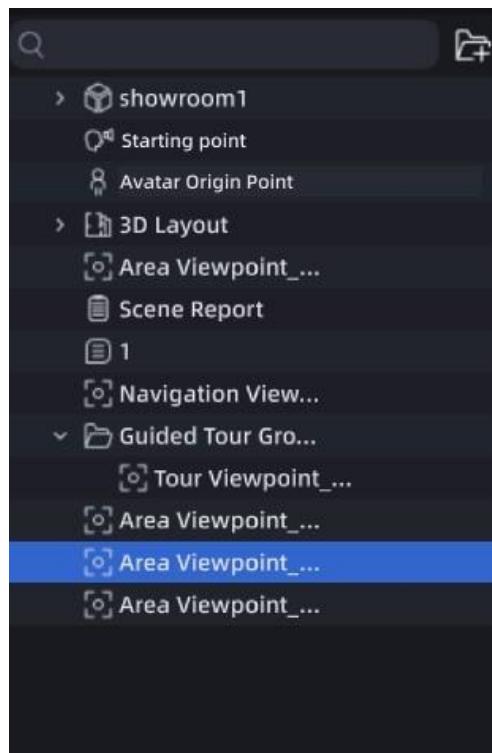 showroom1
Starting point
Avatar Origin Point
3D Layout
Area Viewpoint_...
Scene Report
1
Navigation View...
Guided Tour Gro...
Tour Viewpoint_...
Area Viewpoint_...
Area Viewpoint_...
Area Viewpoint_...